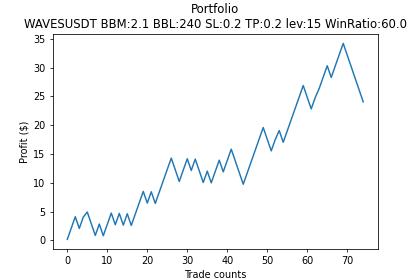 Portfolio
WAVESUSDT BBM:2.1 BBL:240 SL:0.2 TP:0.2 lev:15 WinRatio:60.0
35
30
25
20
15
10
5
0
Profit ($)
0 10 20 30 40 50 60 70
Trade counts